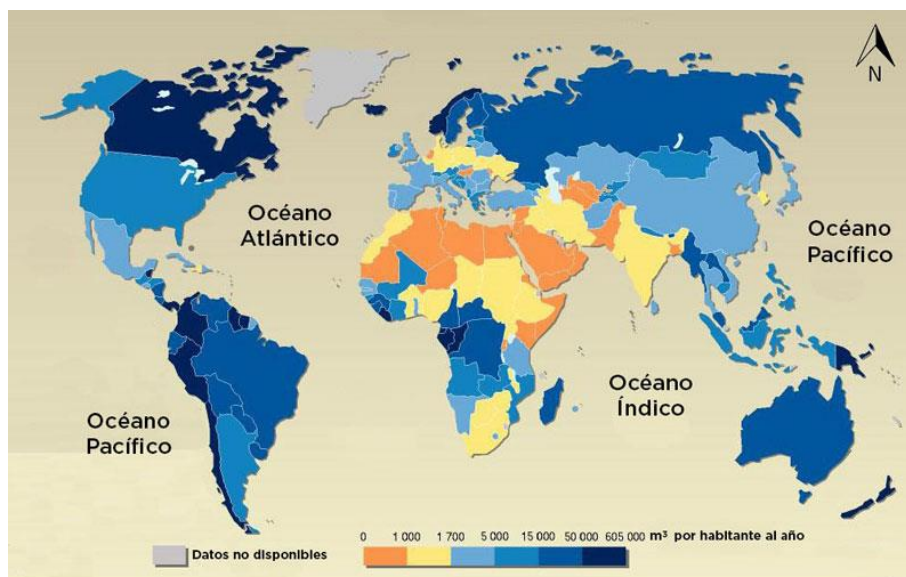 N
Océano
Atlántico
Océano
Pacífico
Océano
Índico
Océano
Pacífico
0 1 000 1 700 5 000 15 000 50 000 605 000 m³ por habitante al año
Datos no disponibles